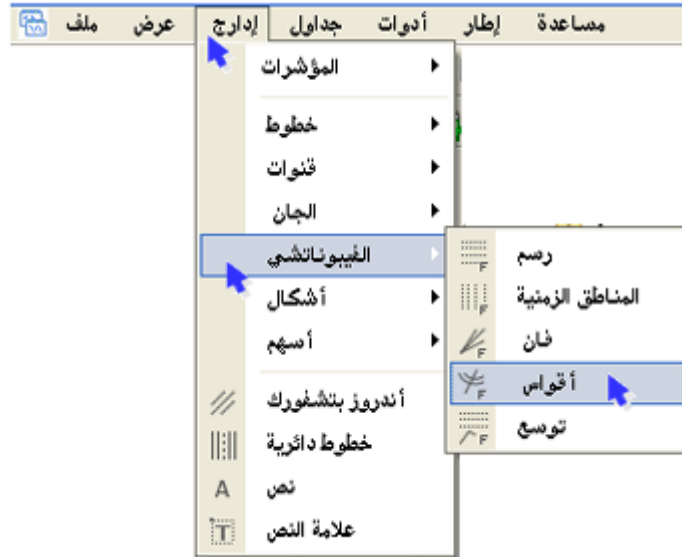 ملف عرض إدارج جداول أدوات إطار مساعدة
المؤشرات
خطوط
قنوات
الجان
الفيبوناتشي
أشكال
أسهم
أندروز بتشفورك
خطوط دائرية
A نص
T علامة النص
F رسم
F المناطق الزمنية
F فان
F أقواس
F توسع